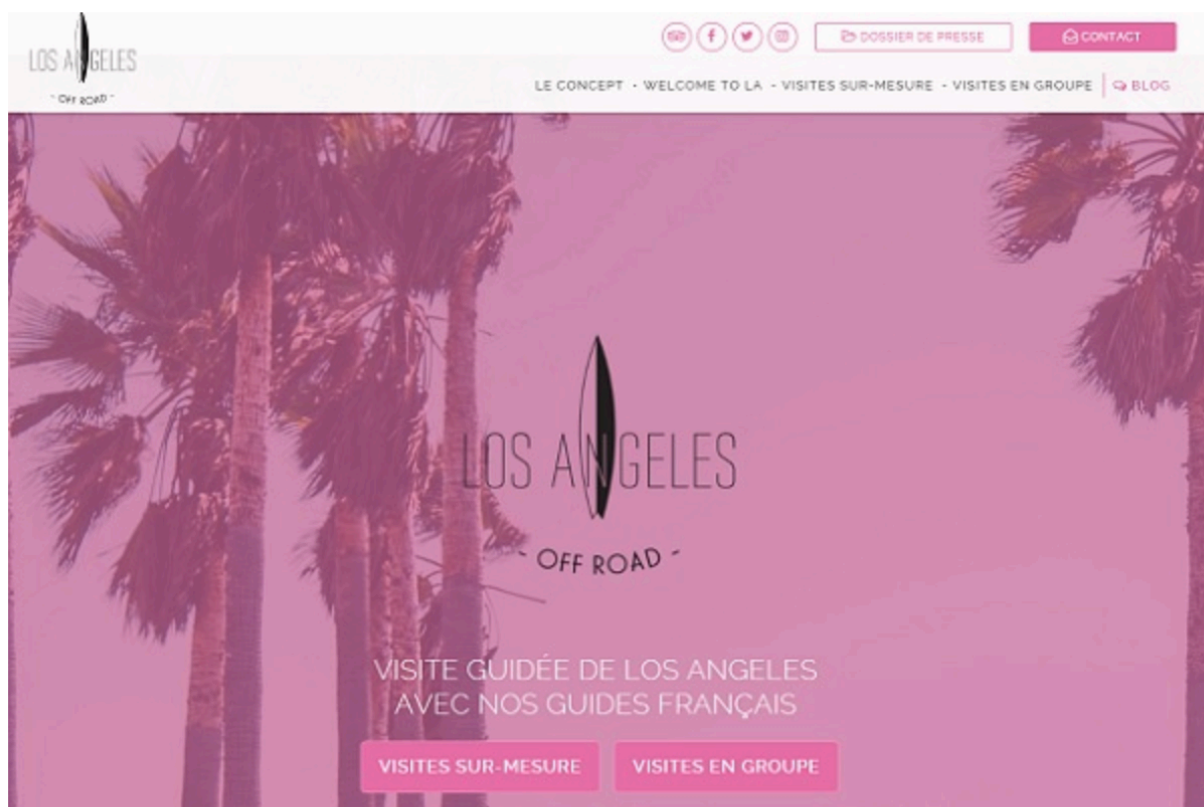 LOS ANGELES
- OFF ROAD -
DOSSIER DE PRESSE
CONTACT
LE CONCEPT - WELCOME TO LA - VISITES SUR-MESURE - VISITES EN GROUPE
BLOG
LOS ANGELES
- OFF ROAD -
VISITE GUIDÉE DE LOS ANGELES
AVEC NOS GUIDES FRANÇAIS
VISITES SUR-MESURE
VISITES EN GROUPE